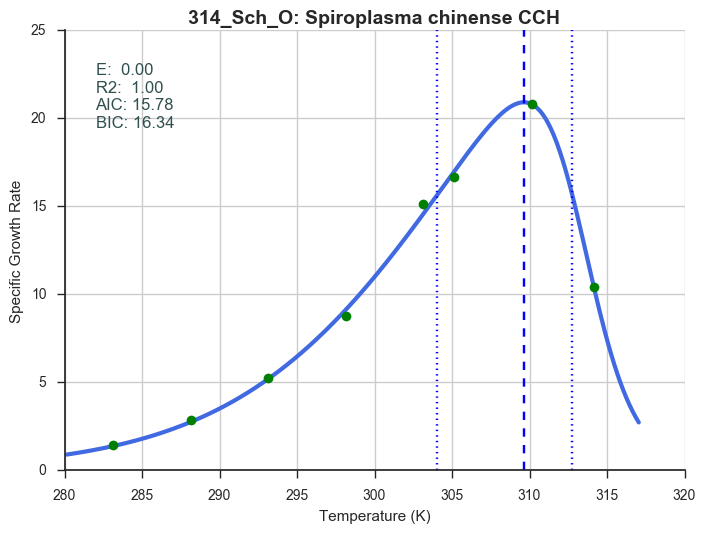 314_Sch_O: Spiroplasma chinense CCH
E:  0.00
R2:  1.00
AIC: 15.78
BIC: 16.34
Specific Growth Rate
25
20
15
10
5
0
280 285 290 295 300 305 310 315 320
Temperature (K)